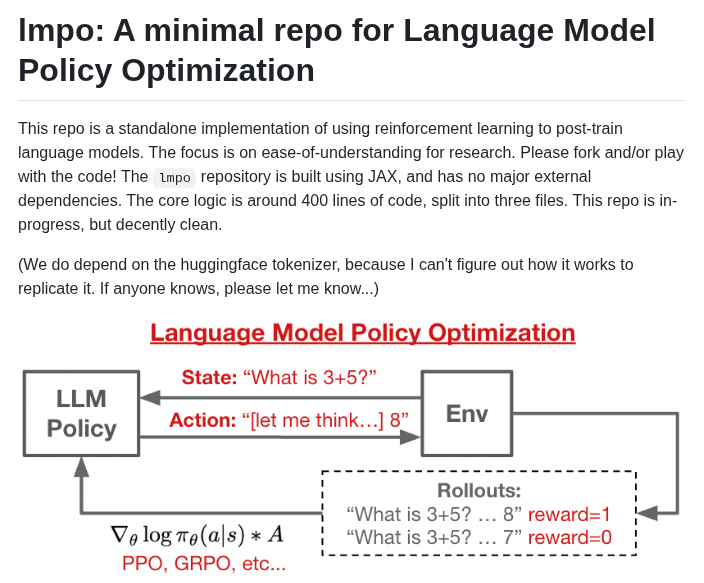 lmpo: A minimal repo for Language Model
Policy Optimization
This repo is a standalone implementation of using reinforcement learning to post-train
language models. The focus is on ease-of-understanding for research. Please fork and/or play
with the code! The lmpo repository is built using JAX, and has no major external
dependencies. The core logic is around 400 lines of code, split into three files. This repo is in-
progress, but decently clean.
(We do depend on the huggingface tokenizer, because I can't figure out how it works to
replicate it. If anyone knows, please let me know...)
Language Model Policy Optimization
LLM
Policy
State: “What is 3+5?”
Action: “[let me think…] 8”
Env
Rollouts:
“What is 3+5? … 8” reward=1
“What is 3+5? … 7” reward=0
∇θ log πθ(a|s) ∗ A
PPO, GRPO, etc...